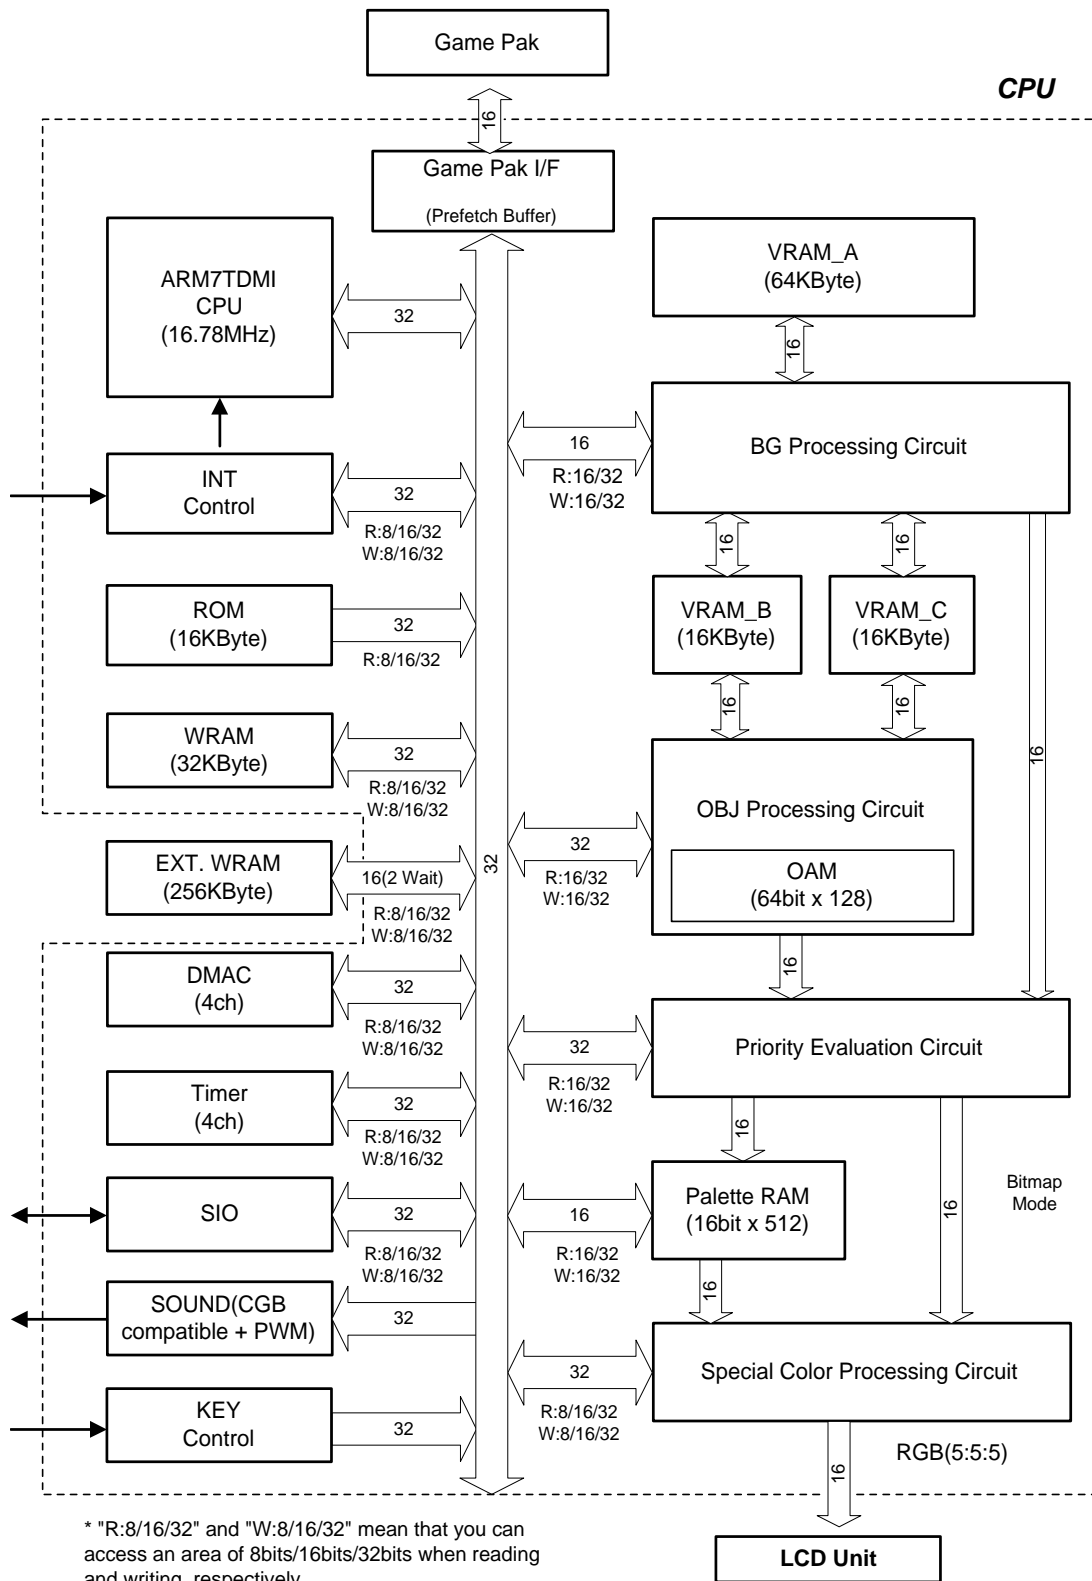 Game Pak
CPU
16
Game Pak I/F
(Prefetch Buffer)
ARM7TDMI
CPU
(16.78MHz)
32
VRAM_A
(64KByte)
16
BG Processing Circuit
16
R:16/32
W:16/32
INT
Control
32
R:8/16/32
W:8/16/32
16
16
ROM
(16KByte)
32
R:8/16/32
VRAM_B
(16KByte)
VRAM_C
(16KByte)
16
16
16
WRAM
(32KByte)
32
R:8/16/32
W:8/16/32
OBJ Processing Circuit
32
R:16/32
W:16/32
OAM
(64bit x 128)
32
EXT. WRAM
(256KByte)
16(2 Wait)
R:8/16/32
W:8/16/32
16
DMAC
(4ch)
32
R:8/16/32
W:8/16/32
32
R:16/32
W:16/32
Priority Evaluation Circuit
Timer
(4ch)
32
R:8/16/32
W:8/16/32
16
16
Bitmap
Mode
SIO
32
R:8/16/32
W:8/16/32
16
R:16/32
W:16/32
Palette RAM
(16bit x 512)
16
SOUND(CGB
compatible + PWM)
32
32
R:8/16/32
W:8/16/32
Special Color Processing Circuit
KEY
Control
32
16
RGB(5:5:5)
LCD Unit
* "R:8/16/32" and "W:8/16/32" mean that you can
access an area of 8bits/16bits/32bits when reading
and writing, respectively